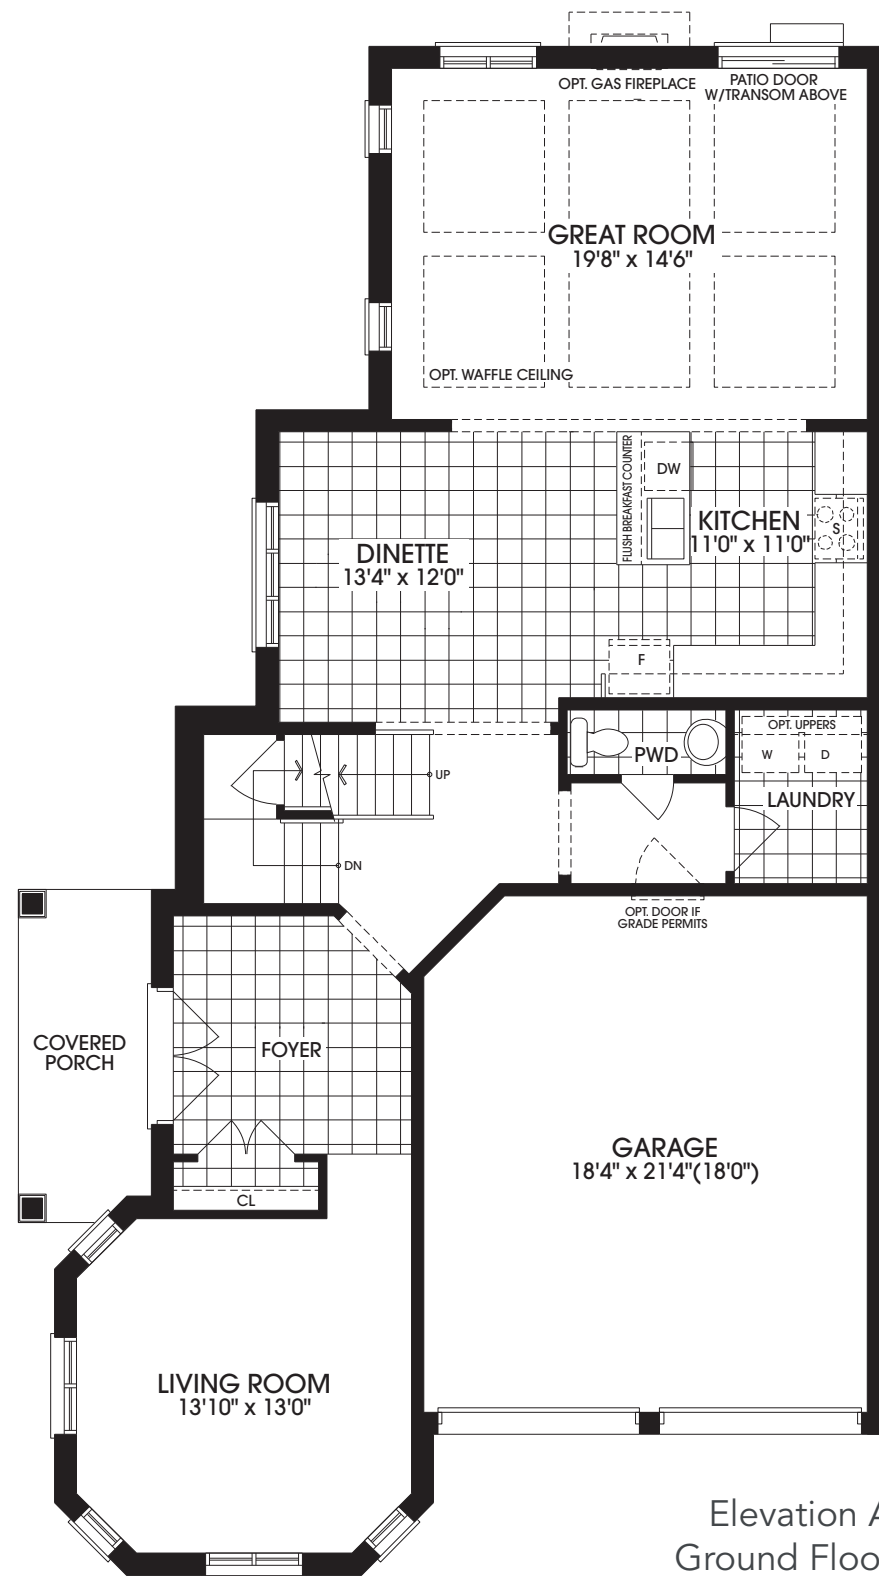 OPT. GAS FIREPLACE
PATIO DOOR
W/TRANSOM ABOVE
GREAT ROOM
19'8" x 14'6"
OPT. WAFFLE CEILING
FLUSH BREAKFAST COUNTER
DW
KITCHEN
11'0" x 11'0"
S
DINETTE
13'4" x 12'0"
F
OPT. UPPERS
W
D
PWD
LAUNDRY
UP
DN
OPT. DOOR IF
GRADE PERMITS
COVERED
PORCH
FOYER
CL
GARAGE
18'4" x 21'4"(18'0")
LIVING ROOM
13'10" x 13'0"
Elevation A
Ground Floo